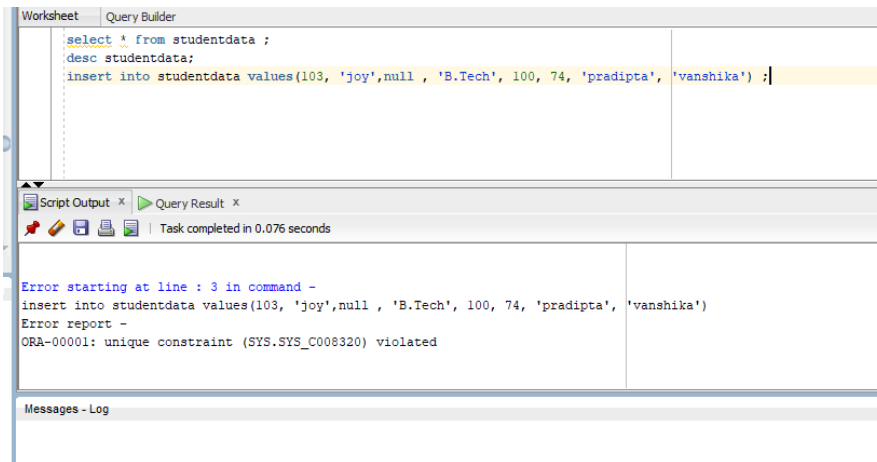 Worksheet Query Builder
select * from studentdata ;
desc studentdata;
insert into studentdata values(103, 'joy',null , 'B.Tech', 100, 74, 'pradipta', 'vanshika') ;
Script Output x Query Result x
Task completed in 0.076 seconds
Error starting at line : 3 in command -
insert into studentdata values(103, 'joy',null , 'B.Tech', 100, 74, 'pradipta', 'vanshika')
Error report -
ORA-00001: unique constraint (SYS.SYS_C008320) violated
Messages - Log